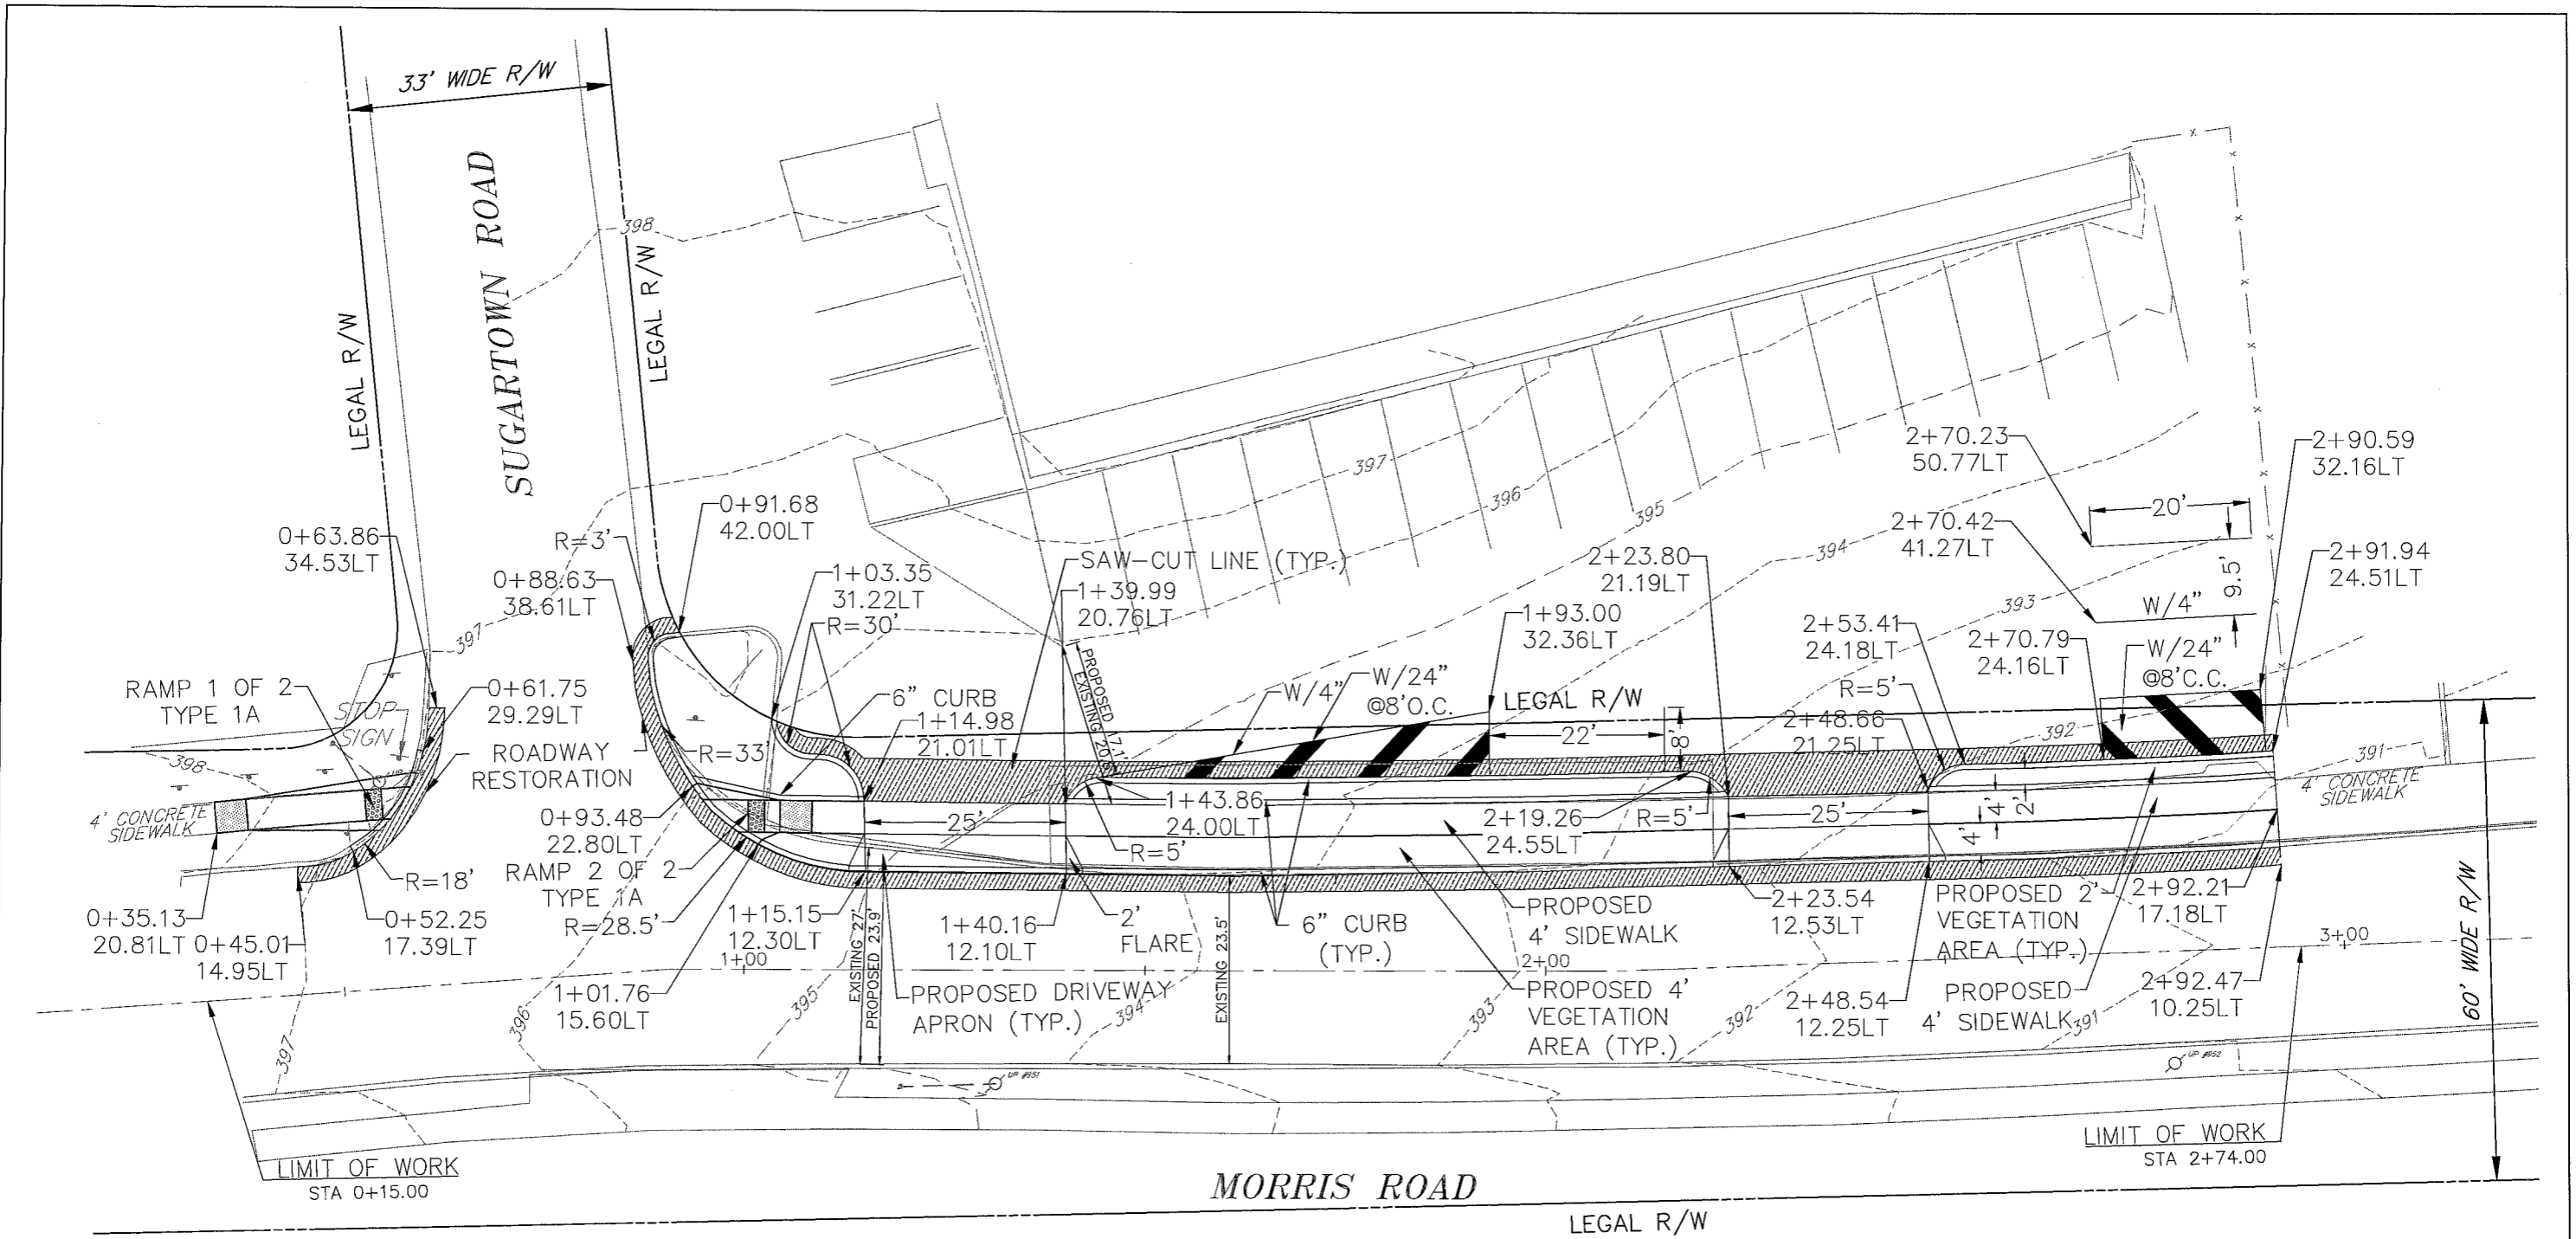 33' WIDE R/W
SUGARTOWN ROAD
LEGAL R/W
LEGAL R/W
398
397
396
395
394
393
392
391
397
398
0+63.86
34.53LT
R=3'
0+91.68
42.00LT
0+88.63
38.61LT
1+03.35
31.22LT
R=30'
SAW-CUT LINE (TYP.)
1+39.99
20.76LT
2+23.80
21.19LT
2+70.23
50.77LT
2+70.42
41.27LT
20'
9.5'
W/4"
2+90.59
32.16LT
2+91.94
24.51LT
1+93.00
32.36LT
2+53.41
24.18LT
2+70.79
24.16LT
W/24"
@8'C.C.
R=5'
2+48.66
21.25LT
RAMP 1 OF 2
TYPE 1A
STOP
SIGN
0+61.75
29.29LT
ROADWAY
RESTORATION
6" CURB
1+14.98
21.01LT
R=33'
PROPOSED 17.1'
W/4"
W/24"
@8'O.C.
LEGAL R/W
22'
8'
4' CONCRETE
SIDEWALK
0+93.48
22.80LT
RAMP 2 OF 2
TYPE 1A
R=28.5'
R=18'
25'
1+43.86
24.00LT
R=5'
2+19.26
24.55LT
R=5'
25'
4'
2'
4'
4' CONCRETE
SIDEWALK
0+35.13
20.81LT
0+45.01
14.95LT
0+52.25
17.39LT
1+01.76
15.60LT
1+15.15
12.30LT
EXISTING 27'
PROPOSED 23.9'
1+40.16
12.10LT
2'
FLARE
EXISTING 23.5'
6" CURB
(TYP.)
PROPOSED
4' SIDEWALK
2+23.54
12.53LT
PROPOSED 2'
VEGETATION
AREA (TYP.)
2+92.21
17.18LT
1+00
2+00
3+00
PROPOSED DRIVEWAY
APRON (TYP.)
PROPOSED 4'
VEGETATION
AREA (TYP.)
2+48.54
12.25LT
PROPOSED
4' SIDEWALK
2+92.47
10.25LT
397
396
395
394
393
392
391
60' WIDE R/W
UP #951
UP #952
LIMIT OF WORK
STA 0+15.00
LIMIT OF WORK
STA 2+74.00
MORRIS ROAD
LEGAL R/W